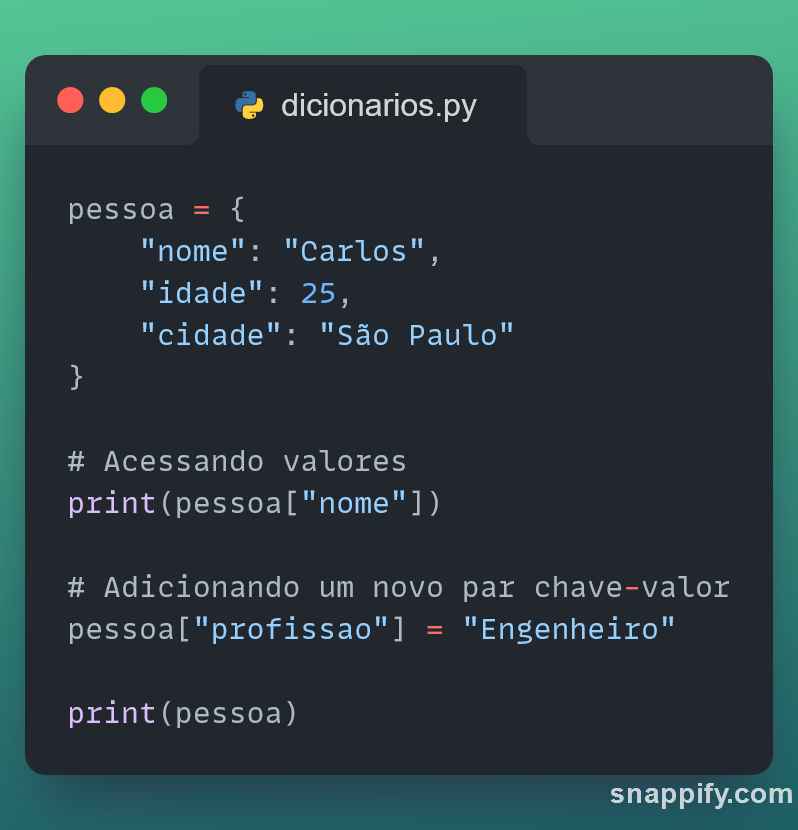 dicionarios.py
pessoa = {
    "nome": "Carlos",
    "idade": 25,
    "cidade": "São Paulo"
}
# Acessando valores
print(pessoa["nome"])
# Adicionando um novo par chave-valor
pessoa["profissao"] = "Engenheiro"
print(pessoa)
snappify.com